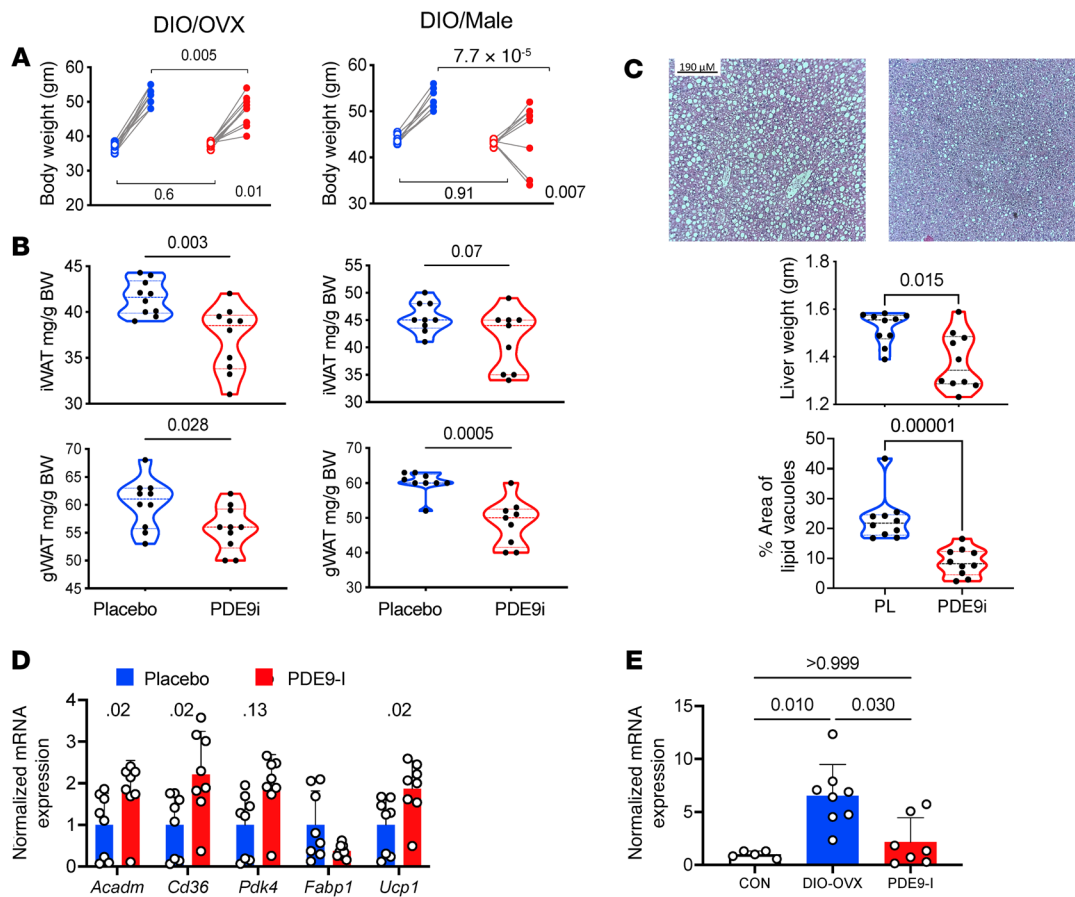 DIO/OVX
DIO/Male
A
Body weight (gm)
60
50
40
30
20
0.005
0.6
0.01
Body weight (gm)
60
50
40
30
7.7 × 10⁻⁵
0.91
0.007
B
iWAT mg/g BW
45
40
35
30
0.003
iWAT mg/g BW
55
50
45
40
35
30
0.07
gWAT mg/g BW
70
65
60
55
50
45
0.028
Placebo
PDE9i
gWAT mg/g BW
70
60
50
40
30
0.0005
Placebo
PDE9i
C
190 µM
Liver weight (gm)
1.8
1.6
1.4
1.2
0.015
% Area of
lipid vacuoles
50
40
30
20
10
0
0.00001
PL
PDE9i
D
Placebo
PDE9-I
Normalized mRNA
expression
4
3
2
1
0
.02
.02
.13
.02
Acadm
Cd36
Pdk4
Fabp1
Ucp1
E
Normalized mRNA
expression
15
10
5
0
>0.999
0.010
0.030
CON
DIO-OVX
PDE9-I